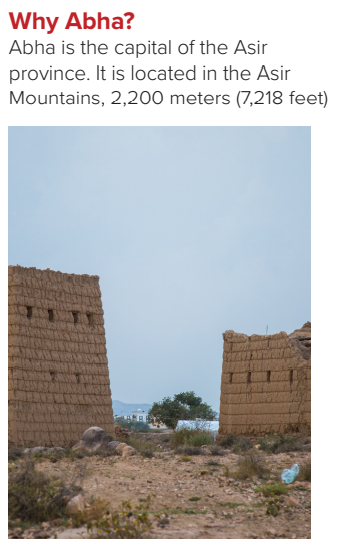 Why Abha?
Abha is the capital of the Asir
province. It is located in the Asir
Mountains, 2,200 meters (7,218 feet)